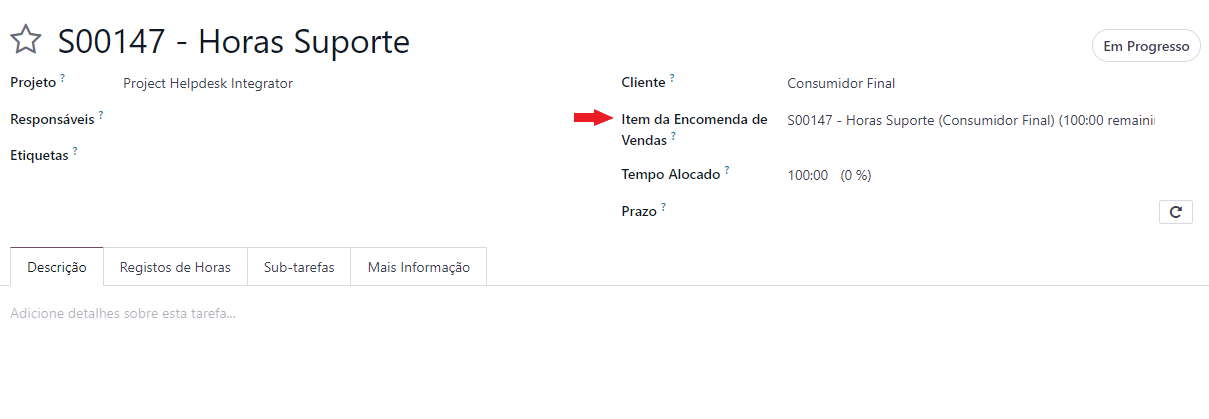 S00147 - Horas Suporte
Em Progresso
Projeto ? Project Helpdesk Integrator
Responsáveis ?
Etiquetas ?
Cliente ? Consumidor Final
Item da Encomenda de
Vendas ?
S00147 - Horas Suporte (Consumidor Final) (100:00 remaini
Tempo Alocado ? 100:00 (0 %)
Prazo ?
Descrição Registos de Horas Sub-tarefas Mais Informação
Adicione detalhes sobre esta tarefa...